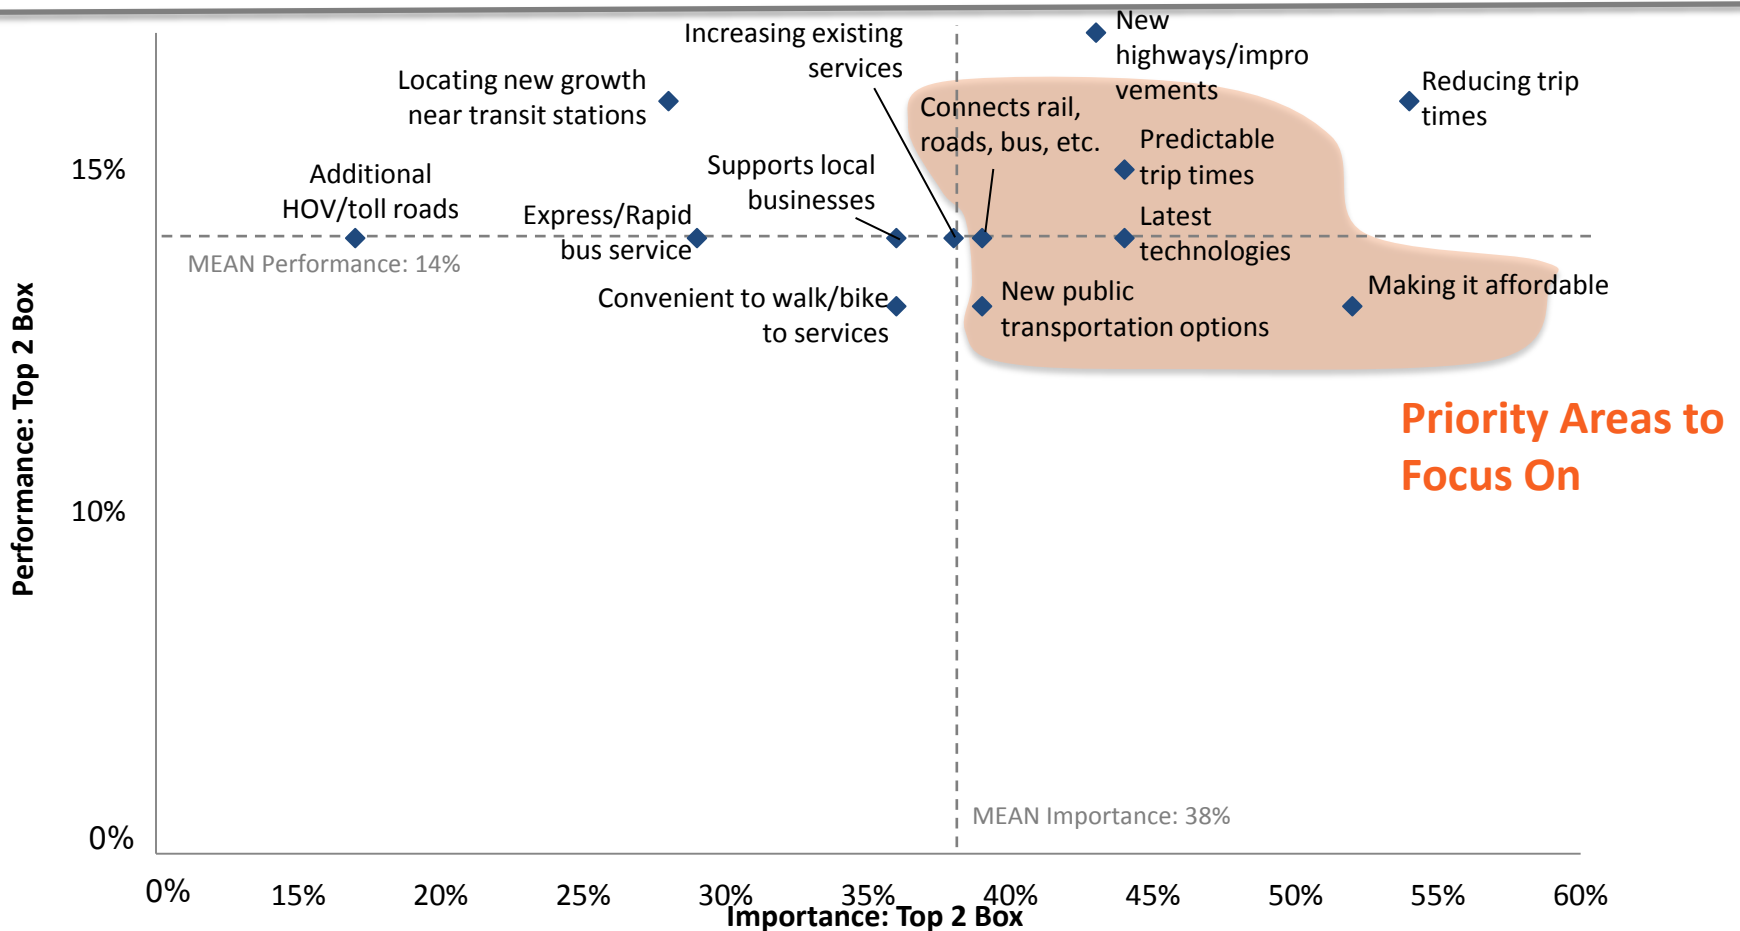 New
highways/impro
vements
Increasing existing
services
Locating new growth
near transit stations
Reducing trip
times
Connects rail,
roads, bus, etc.
Predictable
trip times
15%
Supports local
businesses
Additional
HOV/toll roads
Express/Rapid
bus service
Latest
technologies
MEAN Performance: 14%
Convenient to walk/bike
to services
New public
transportation options
Making it affordable
Performance: Top 2 Box
Priority Areas to
Focus On
10%
MEAN Importance: 38%
0%
0% 15% 20% 25% 30% 35% 40% 45% 50% 55% 60%
Importance: Top 2 Box